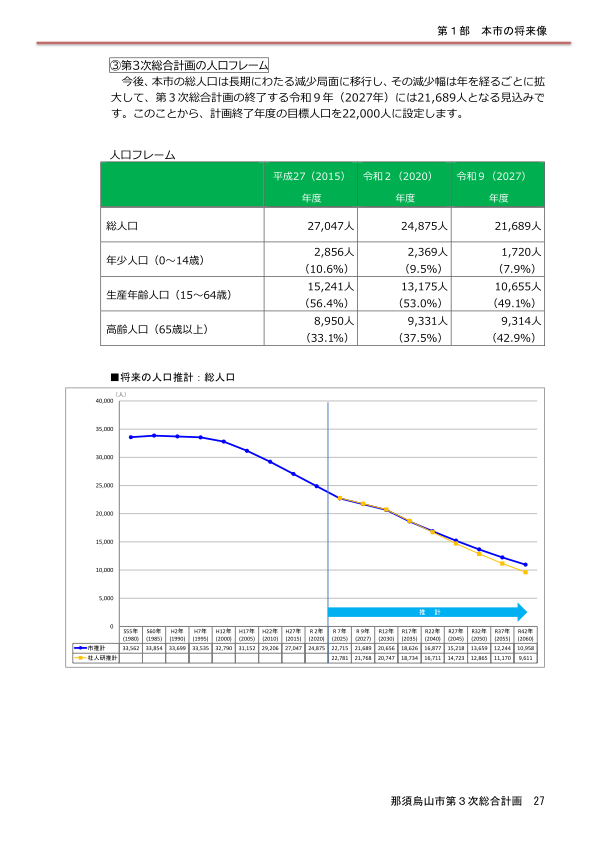 第１部　本市の将来像
③第3次総合計画の人口フレーム
　今後、本市の総人口は長期にわたる減少局面に移行し、その減少幅は年を経るごとに拡
大して、第３次総合計画の終了する令和９年（2027年）には21,689人となる見込みで
す。このことから、計画終了年度の目標人口を22,000人に設定します。
人口フレーム
平成27（2015） 令和２（2020） 令和９（2027）
年度 年度 年度
総人口 27,047人 24,875人 21,689人
2,856人 2,369人 1,720人
年少人口（0～14歳）
（10.6%） （9.5%） （7.9%）
15,241人 13,175人 10,655人
生産年齢人口（15～64歳）
（56.4%） （53.0%） （49.1%）
8,950人 9,331人 9,314人
高齢人口（65歳以上）
（33.1%） （37.5%） （42.9%）
■将来の人口推計：総人口
（人）
40,000
35,000
30,000
25,000
20,000
15,000
10,000
5,000
0
推　計
S55年 S60年 H2年 H7年 H12年 H17年 H22年 H27年 R２年 R７年 R９年 R12年 R17年 R22年 R27年 R32年 R37年 R42年
(1980) (1985) (1990) (1995) (2000) (2005) (2010) (2015) (2020) (2025) (2027) (2030) (2035) (2040) (2045) (2050) (2055) (2060)
市推計 33,562 33,854 33,699 33,535 32,790 31,152 29,206 27,047 24,875 22,715 21,689 20,656 18,626 16,877 15,218 13,659 12,244 10,958
社人研推計 22,781 21,768 20,747 18,734 16,711 14,723 12,865 11,170 9,611
那須烏山市第３次総合計画　27